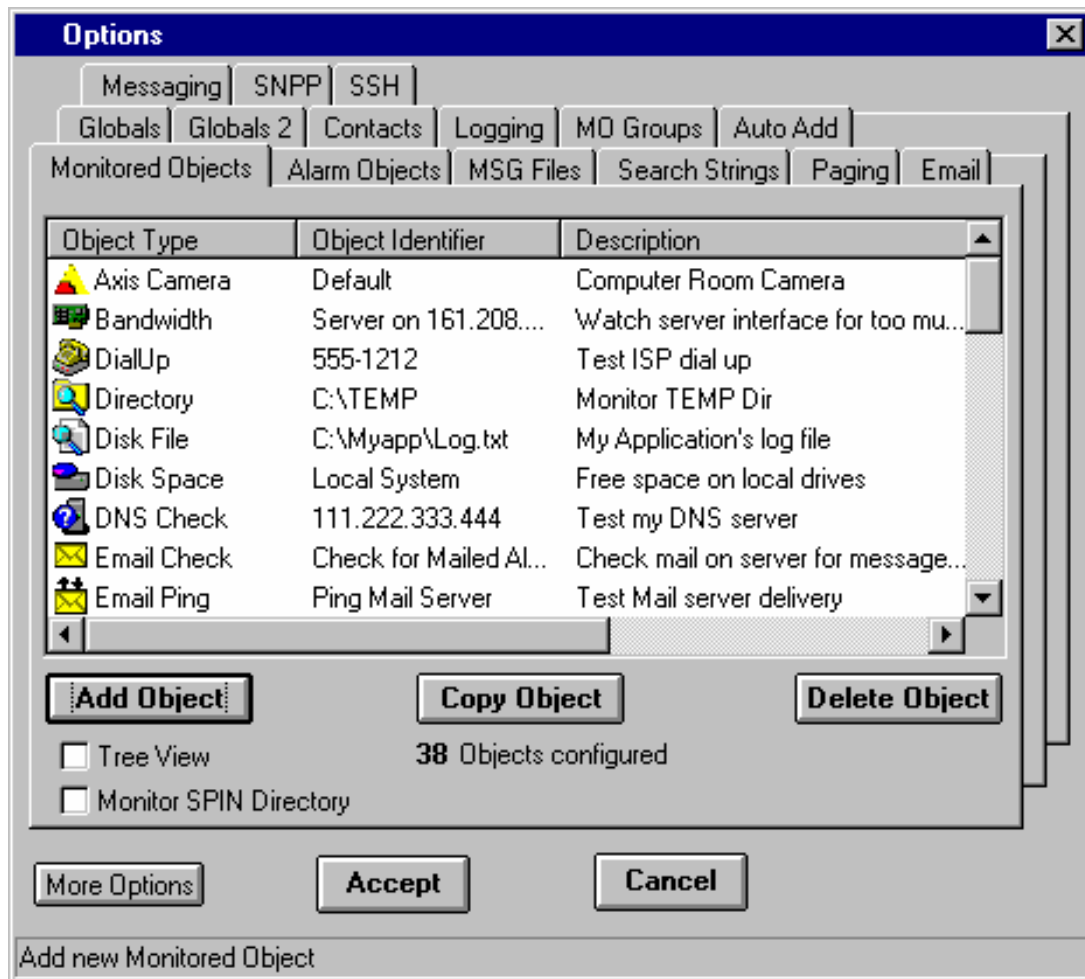 Options
Messaging SNPP SSH
Globals Globals 2 Contacts Logging MO Groups Auto Add
Monitored Objects Alarm Objects MSG Files Search Strings Paging Email
Object Type Object Identifier Description
Axis Camera Default Computer Room Camera
Bandwidth Server on 161.208.... Watch server interface for too mu...
DialUp 555-1212 Test ISP dial up
Directory C:\TEMP Monitor TEMP Dir
Disk File C:\Myapp\Log.txt My Application's log file
Disk Space Local System Free space on local drives
DNS Check 111.222.333.444 Test my DNS server
Email Check Check for Mailed Al... Check mail on server for message...
Email Ping Ping Mail Server Test Mail server delivery
Add Object Copy Object Delete Object
Tree View 38 Objects configured
Monitor SPIN Directory
More Options Accept Cancel
Add new Monitored Object